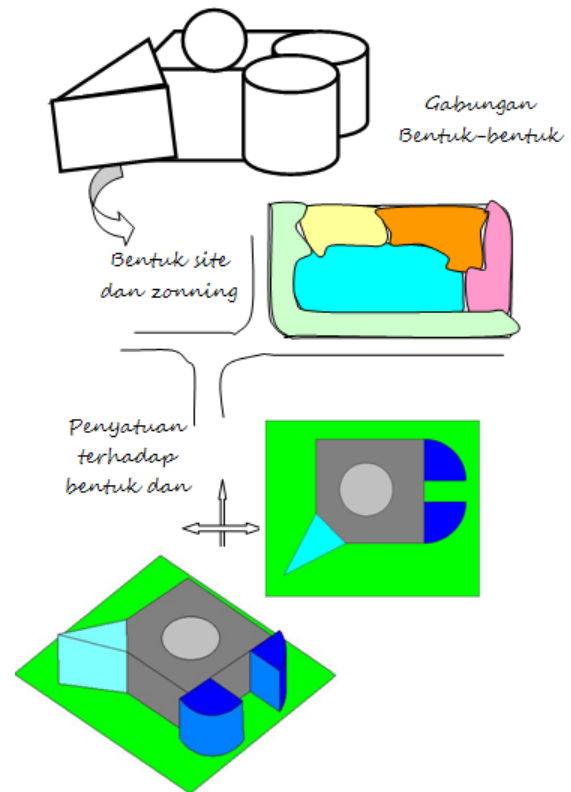 Gabungan
Bentuk-bentuk
Bentuk site
dan zonning
Penyatuan
terhadap
bentuk dan